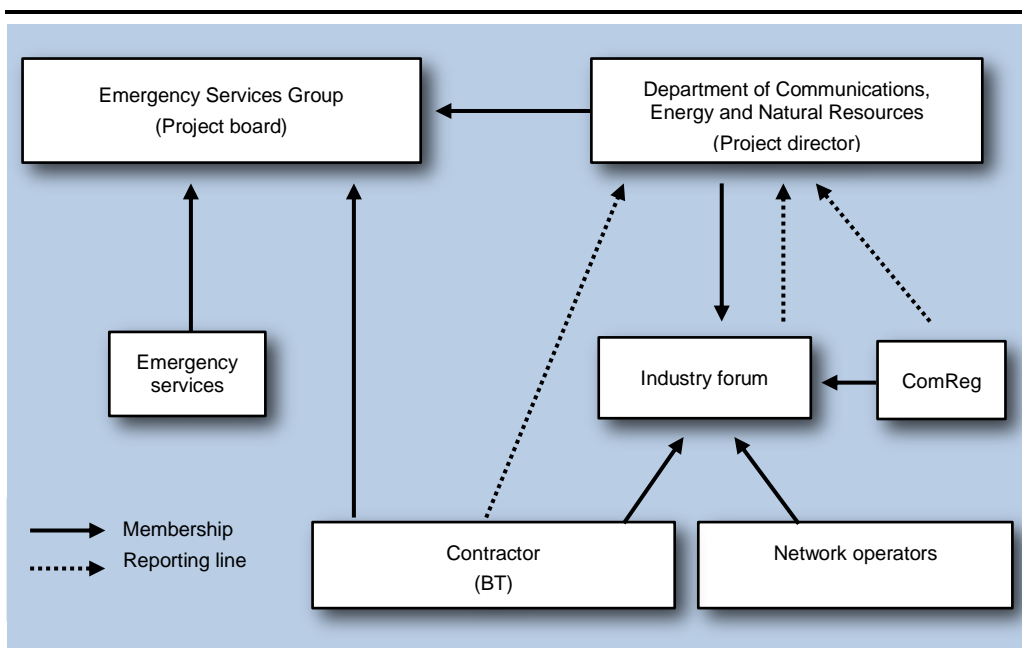 Emergency Services Group
(Project board)
Department of Communications,
Energy and Natural Resources
(Project director)
Emergency
services
Industry forum
ComReg
Membership
Reporting line
Contractor
(BT)
Network operators